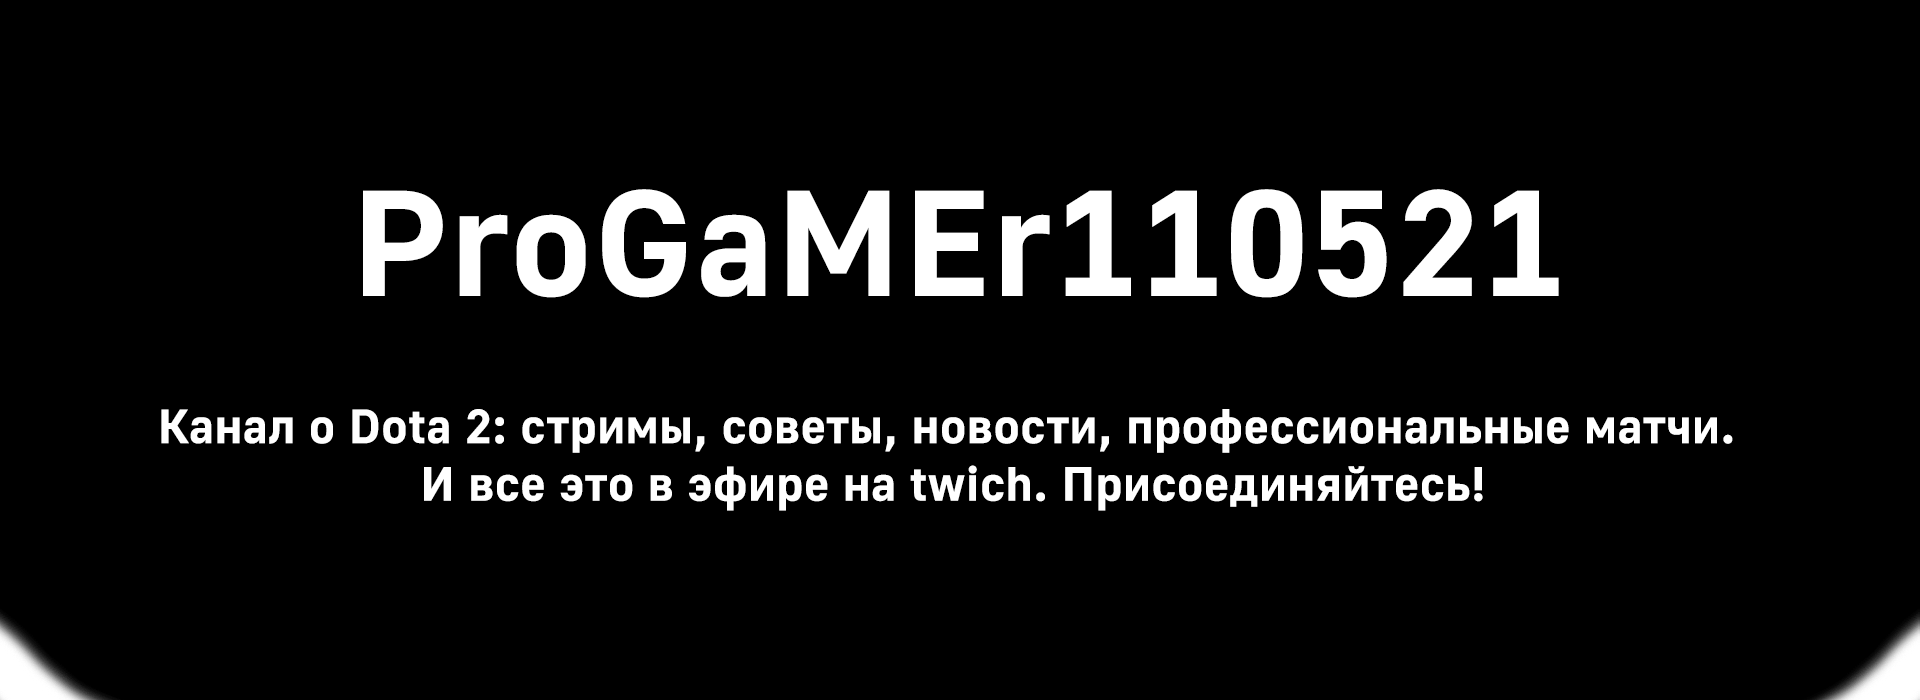 ProGaMEr110521
Канал о Dota 2: стримы, советы, новости, профессиональные матчи.
И все это в эфире на twich. Присоединяйтесь!